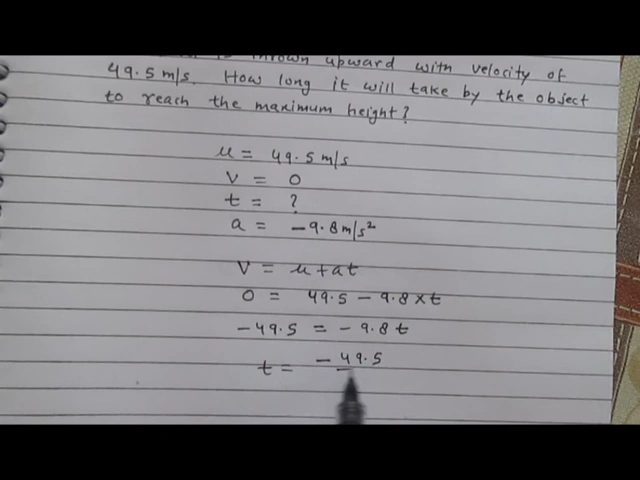 thrown upward with velocity of
49.5 m/s. How long it will take by the object
to reach the maximum height?
u = 49.5 m/s
v = 0
t = ?
a = -9.8 m/s²
v = u + at
0 = 49.5 - 9.8 × t
-49.5 = -9.8 t
t = -49.5